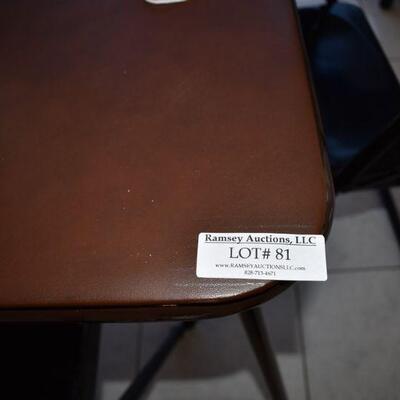 Ramsey Auctions, LLC
LOT# 81
www.RAMSEYAUCTIONSLLC.com
828-713-4671